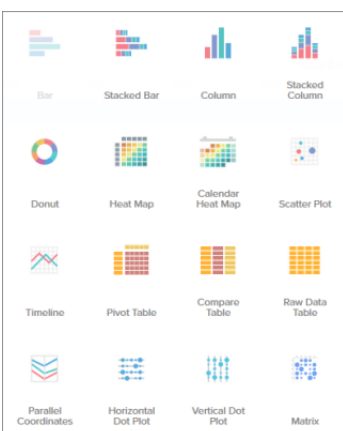 Bar
Stacked Bar
Column
Stacked
Column
Donut
Heat Map
Calendar
Heat Map
Scatter Plot
Timeline
Pivot Table
Compare
Table
Raw Data
Table
Parallel
Coordinates
Horizontal
Dot Plot
Vertical Dot
Plot
Matrix